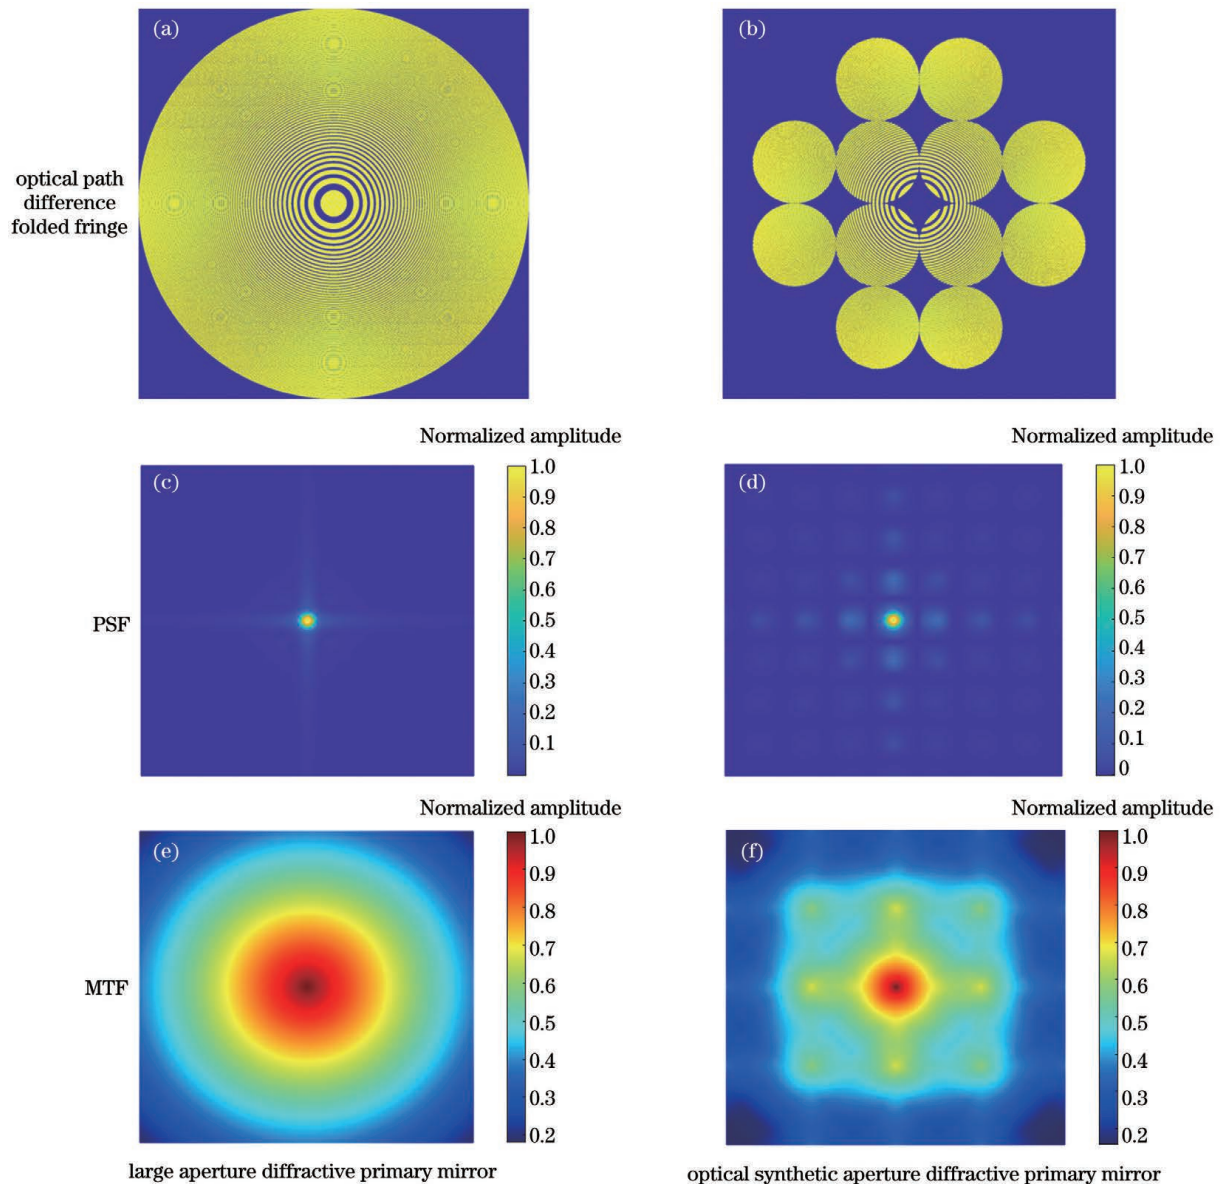 (a)
(b)
optical path
difference
folded fringe
Normalized amplitude
Normalized amplitude
(c)
1.0
0.9
0.8
0.7
0.6
0.5
0.4
0.3
0.2
0.1
(d)
1.0
0.9
0.8
0.7
0.6
0.5
0.4
0.3
0.2
0.1
0
PSF
Normalized amplitude
Normalized amplitude
(e)
1.0
0.9
0.8
0.7
0.6
0.5
0.4
0.3
0.2
(f)
1.0
0.9
0.8
0.7
0.6
0.5
0.4
0.3
0.2
MTF
large aperture diffractive primary mirror
optical synthetic aperture diffractive primary mirror